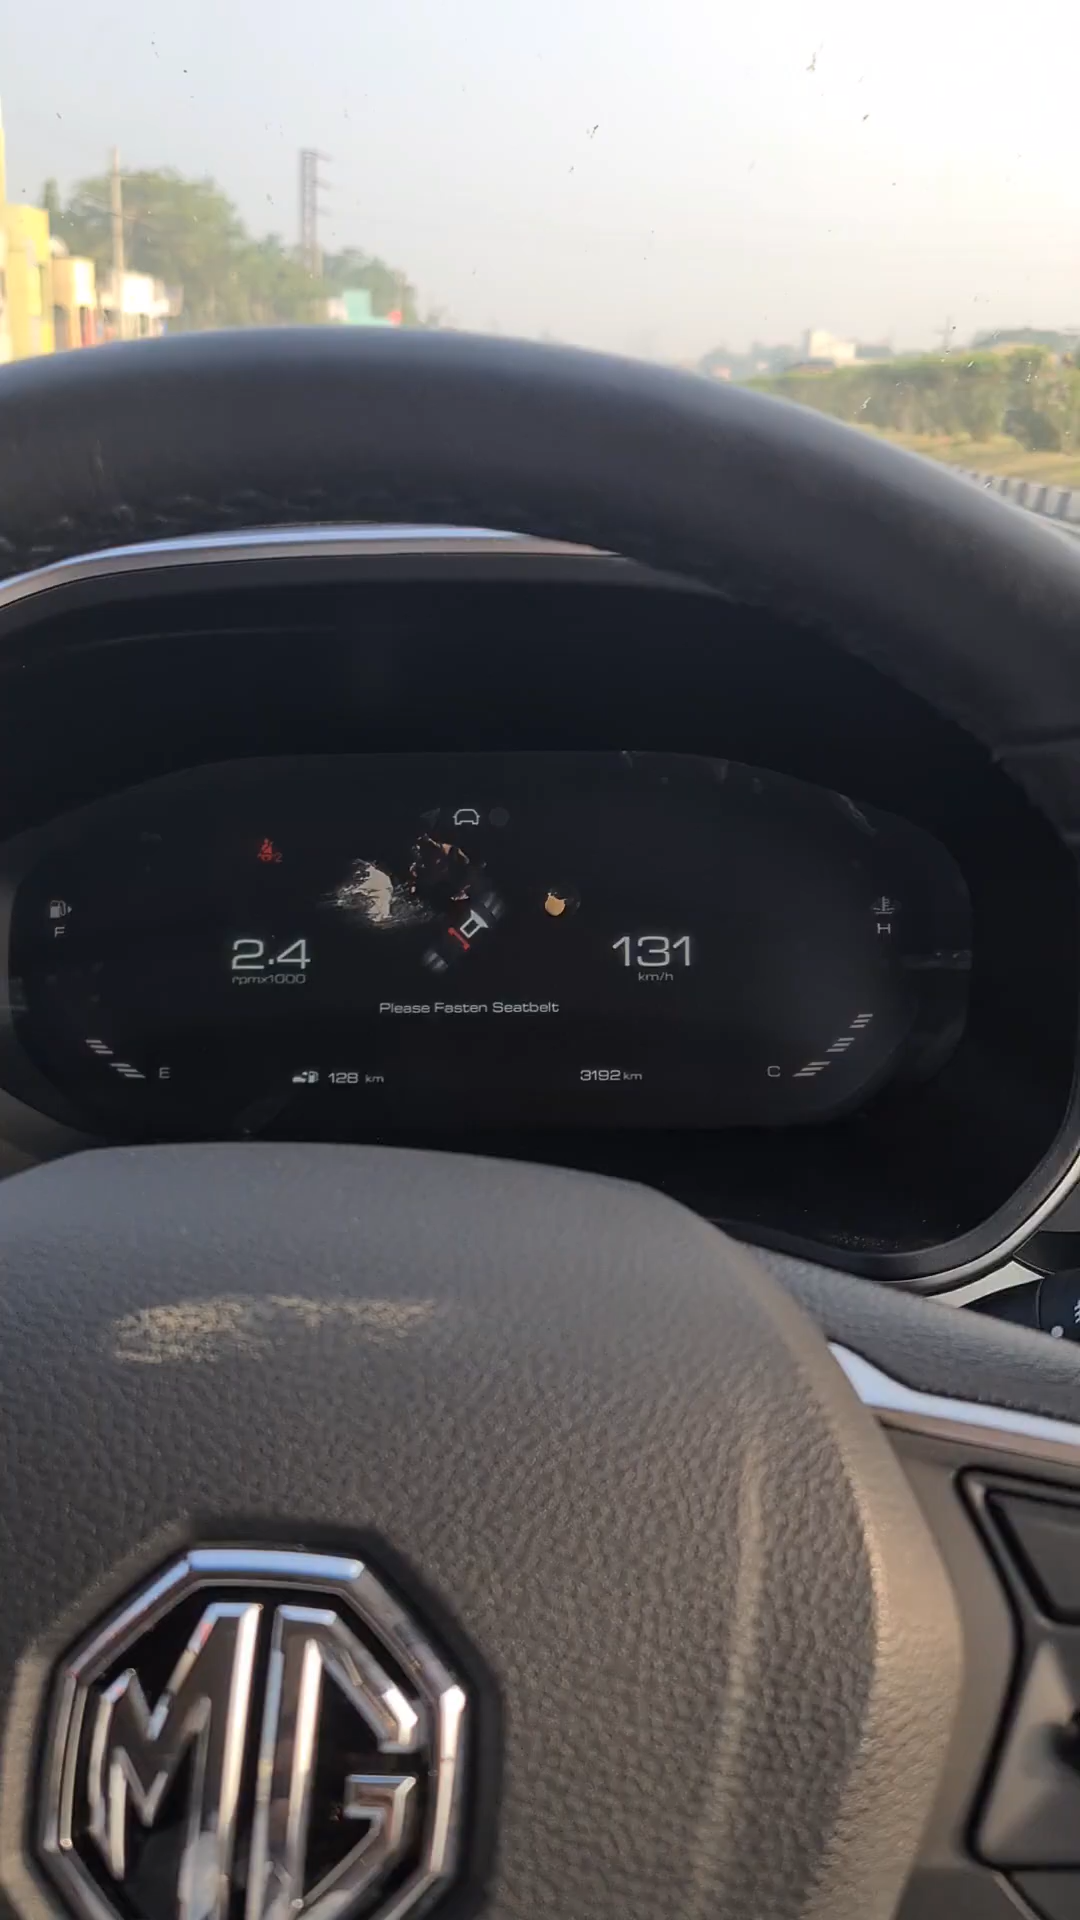 F
H
2.4
131
rpmx1000
km/h
Please Fasten Seatbelt
E
128 km
3192 km
C
MG